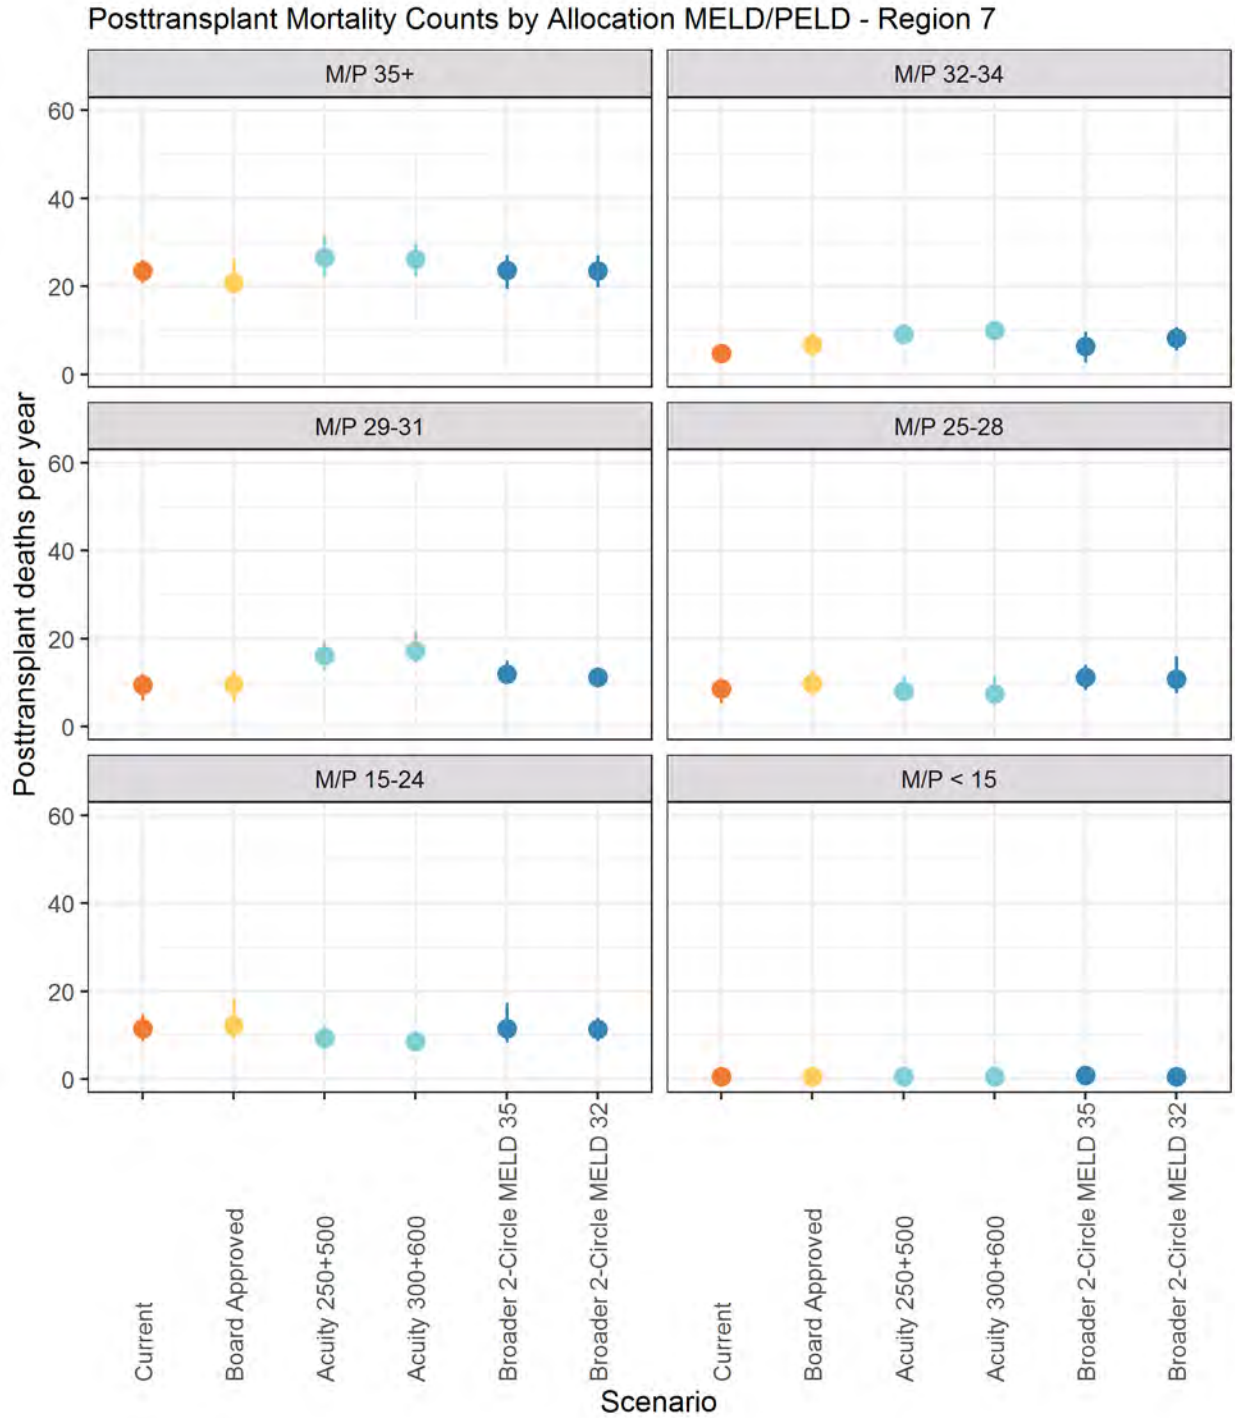 Posttransplant Mortality Counts by Allocation MELD/PELD - Region 7
M/P 35+
M/P 32-34
60
40
20
0
M/P 29-31
M/P 25-28
60
40
20
0
Posttransplant deaths per year
M/P 15-24
M/P < 15
60
40
20
0
Current
Board Approved
Acuity 250+500
Acuity 300+600
Broader 2-Circle MELD 35
Broader 2-Circle MELD 32
Current
Board Approved
Acuity 250+500
Acuity 300+600
Broader 2-Circle MELD 35
Broader 2-Circle MELD 32
Scenario